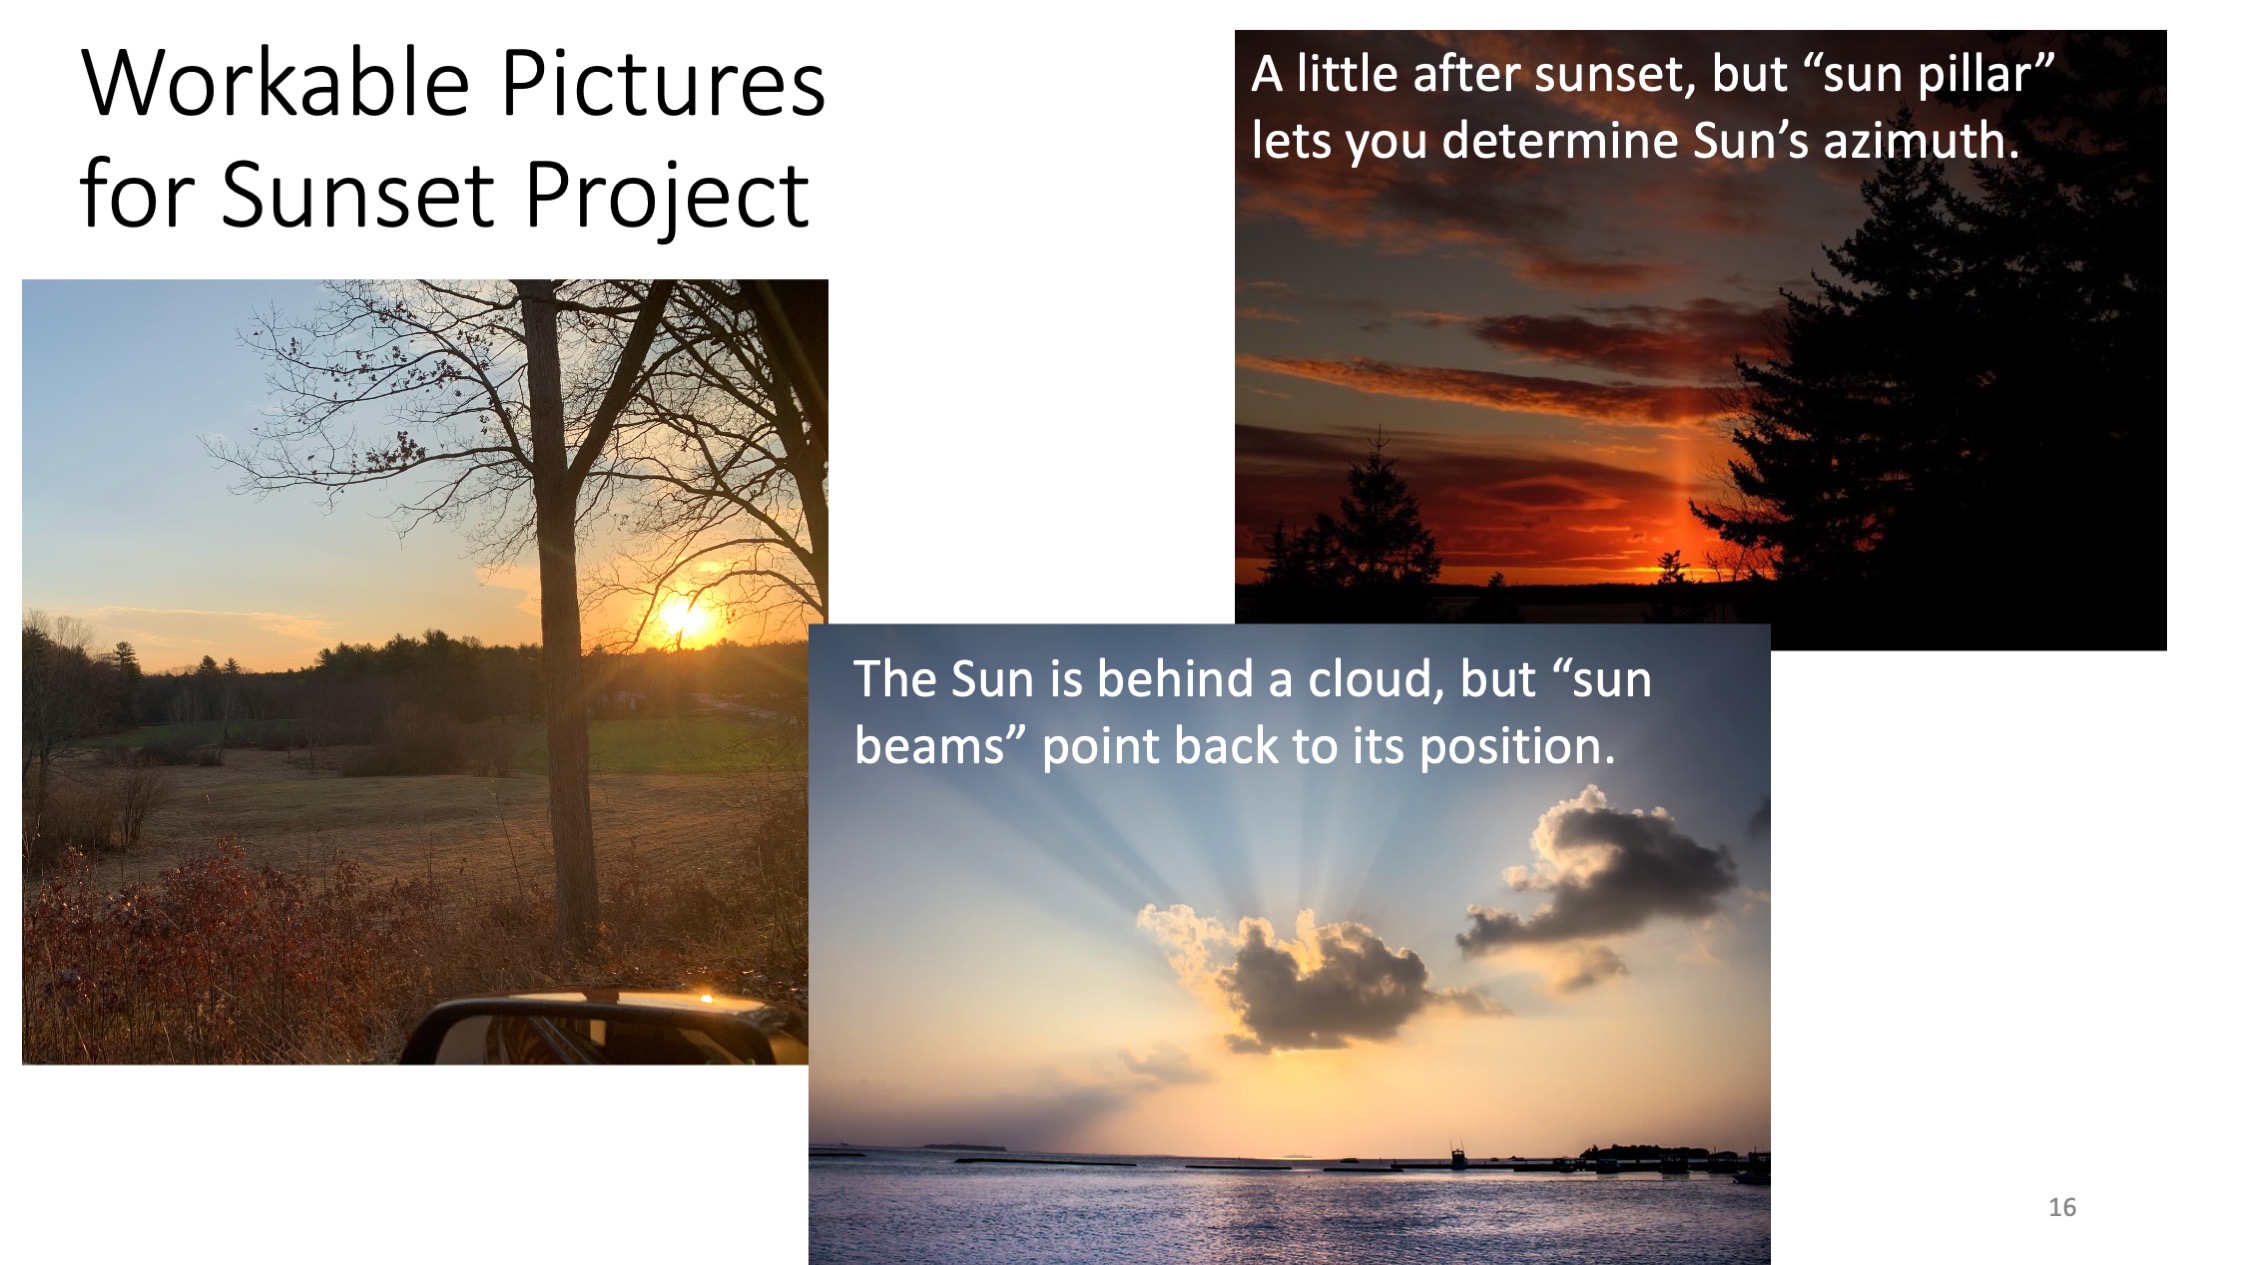 Workable Pictures
for Sunset Project
A little after sunset, but “sun pillar”
lets you determine Sun’s azimuth.
The Sun is behind a cloud, but “sun
beams” point back to its position.
16